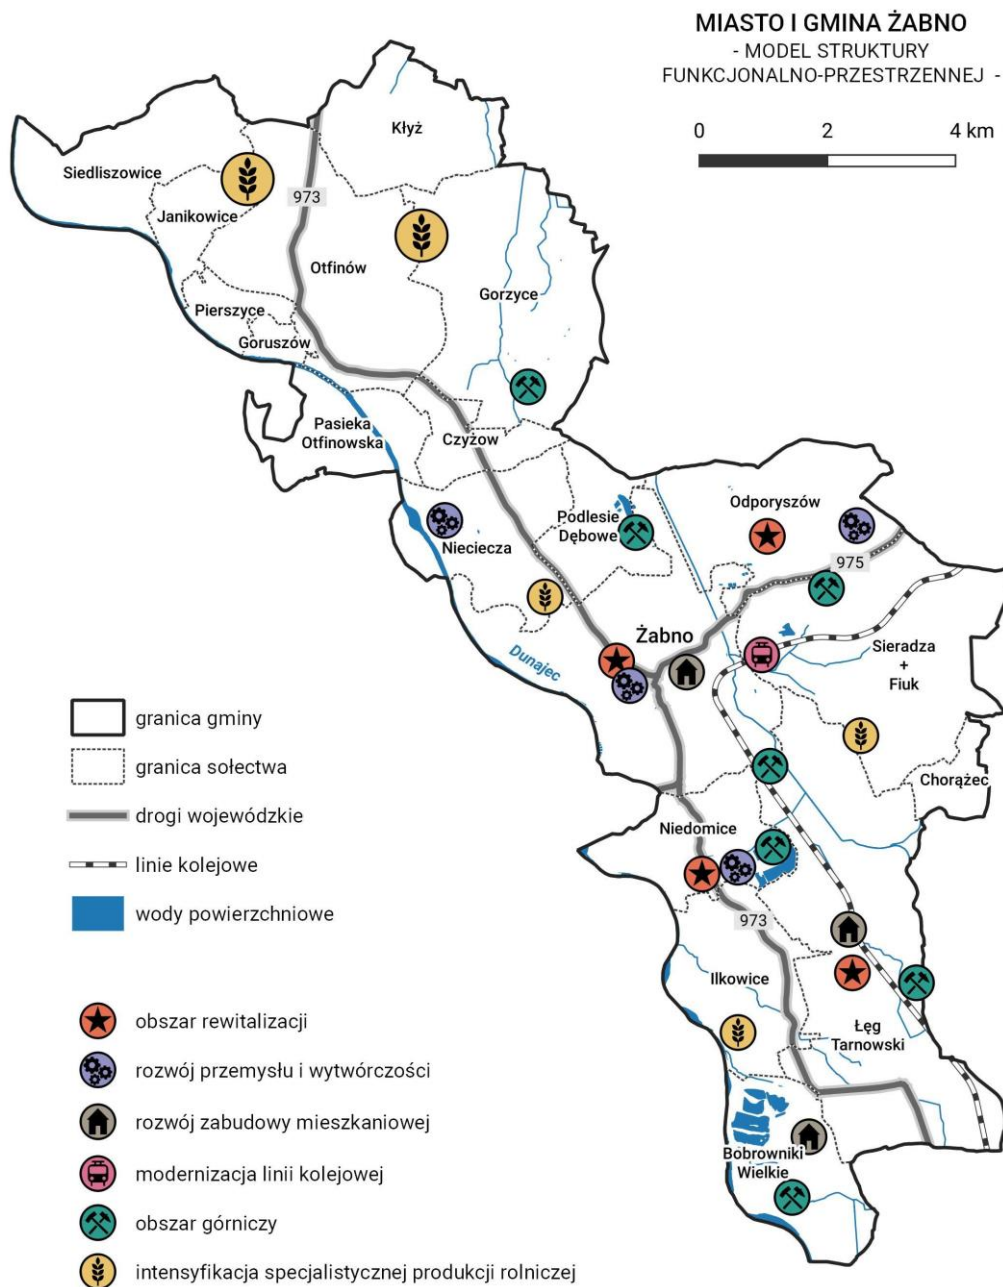 MIASTO I GMINA ŻABNO
- MODEL STRUKTURY
FUNKCJONALNO-PRZESTRZENNEJ -
0 2 4 km
Kłyż
Siedliszowice
973
Janikowice
Otfinów
Gorzyce
Pierszyce
Goruszów
Pasieka
Otfinowska
Czyżów
Odporyszów
Podlesie
Dębowe
Nieciecza
975
Żabno
Sieradza
+
Fiuk
Dunajec
Chorążec
Niedomice
973
Ilkowice
Łęg
Tarnowski
Bobrowniki
Wielkie
granica gminy
granica sołectwa
drogi wojewódzkie
linie kolejowe
wody powierzchniowe
obszar rewitalizacji
rozwój przemysłu i wytwórczości
rozwój zabudowy mieszkaniowej
modernizacja linii kolejowej
obszar górniczy
intensyfikacja specjalistycznej produkcji rolniczej